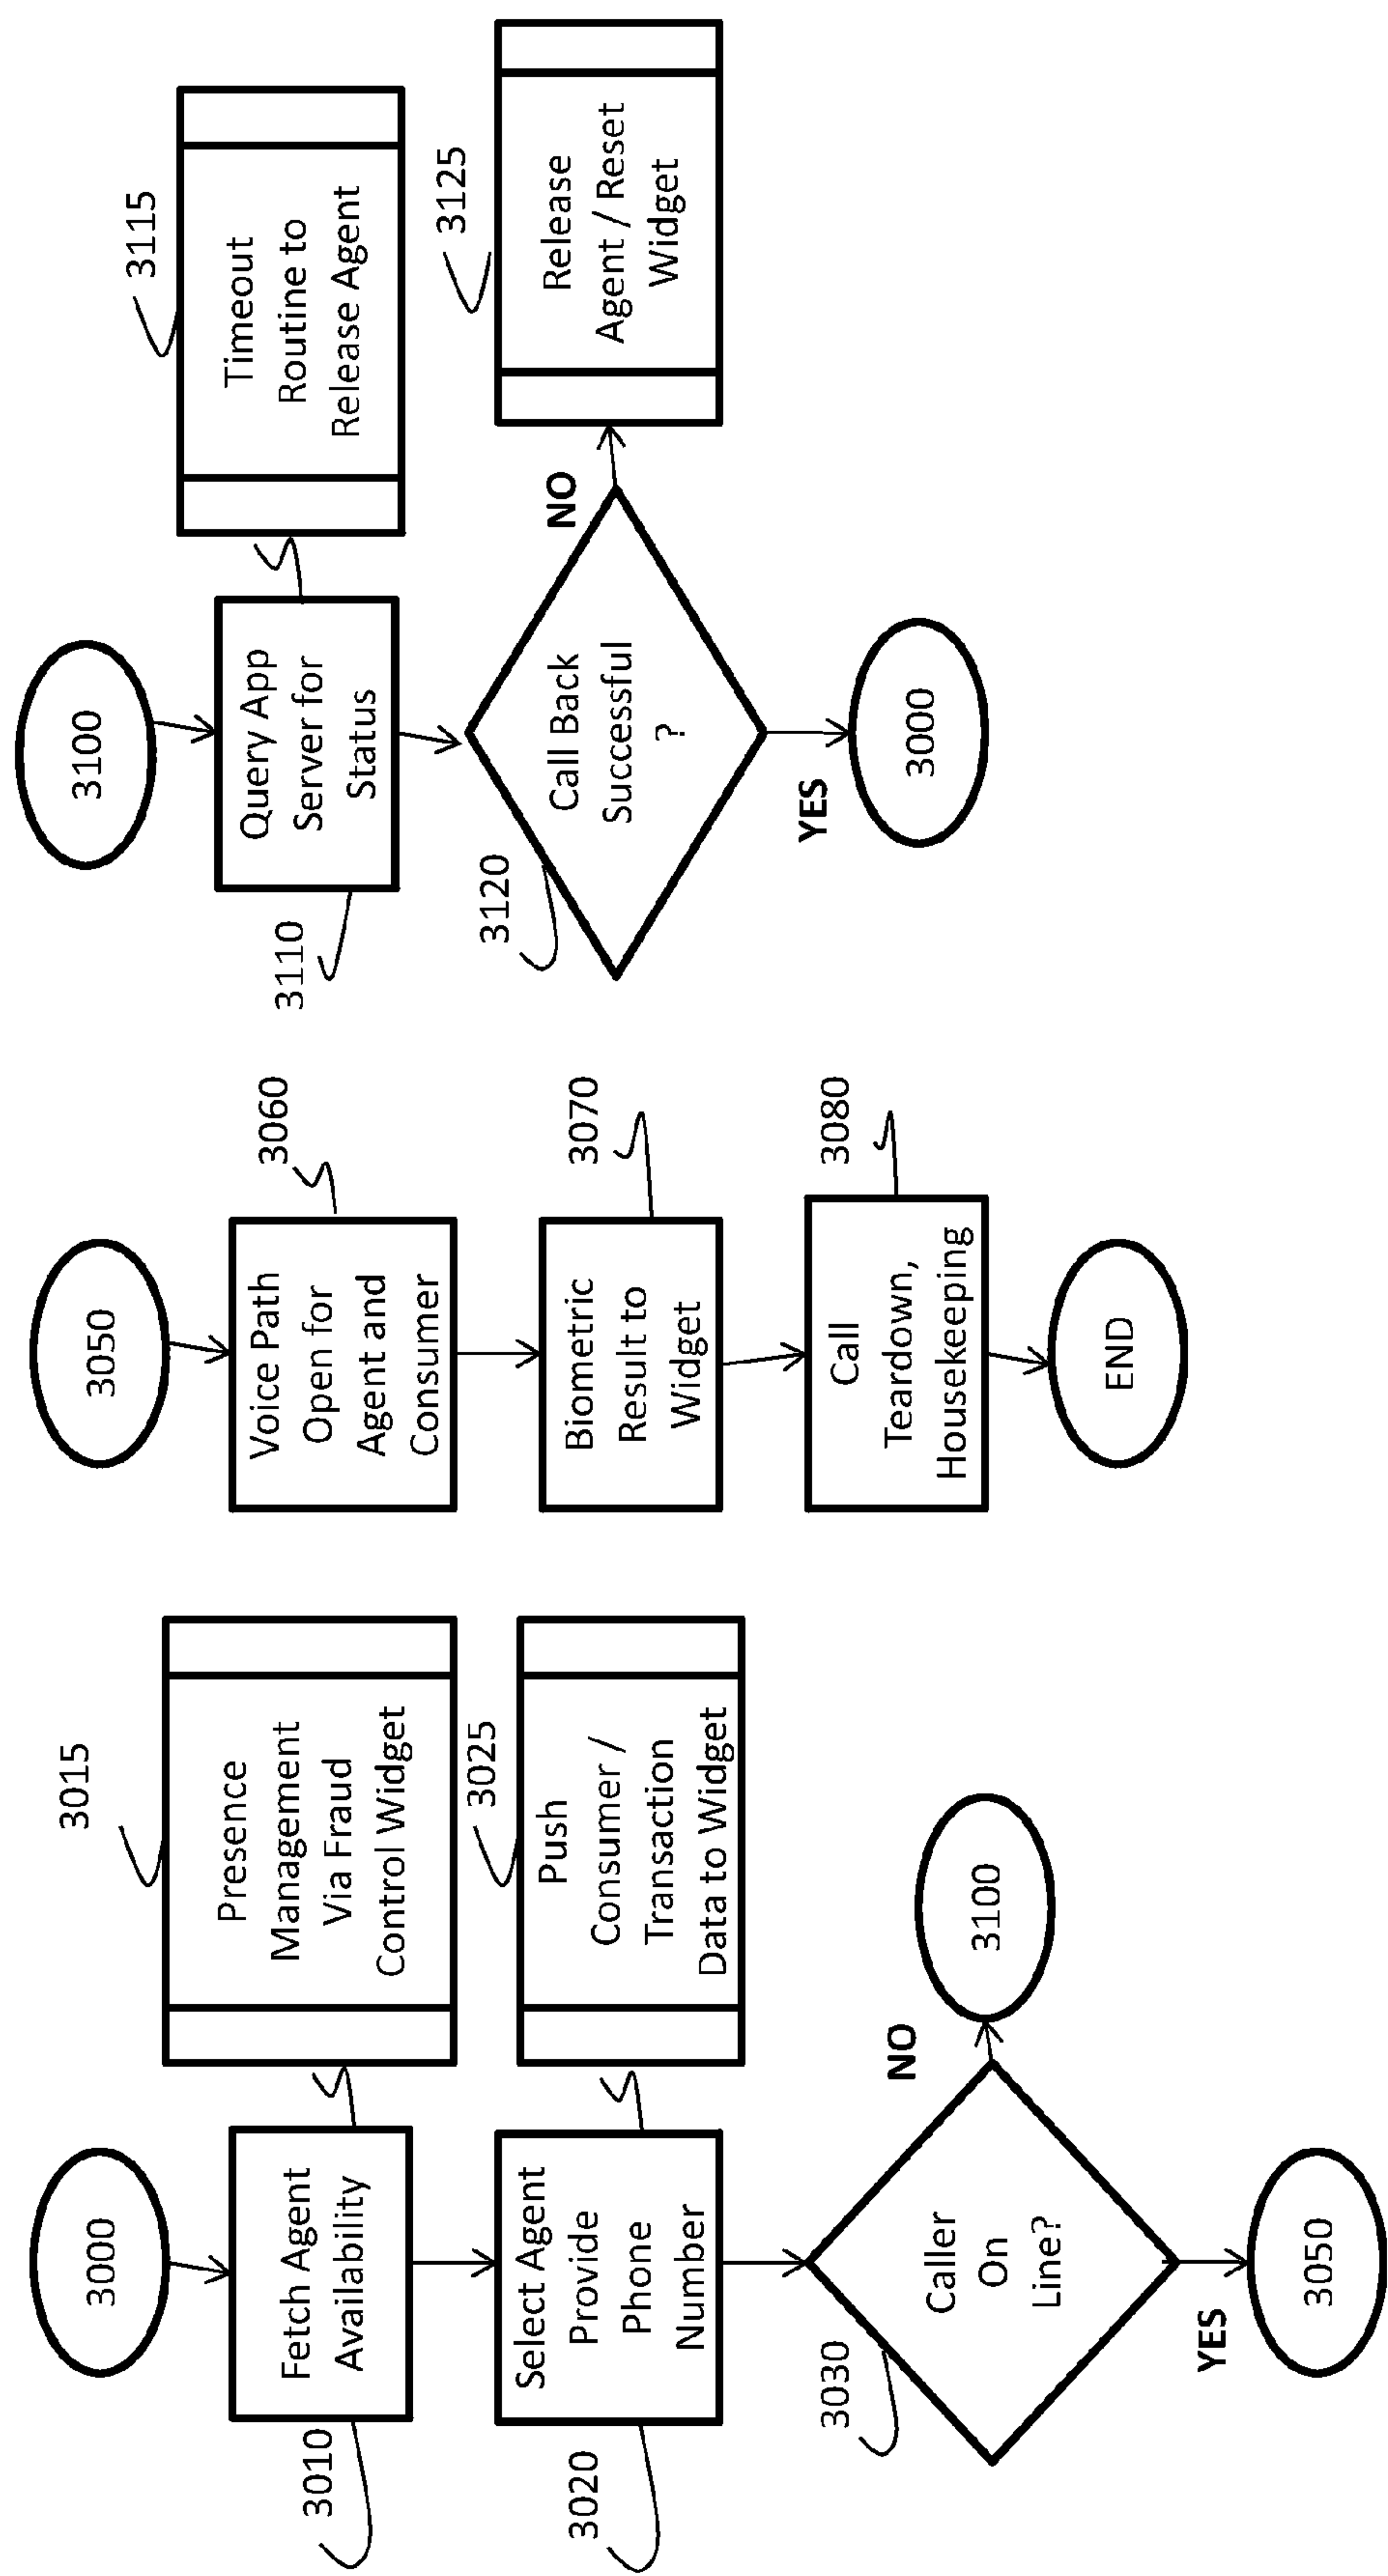 3000
3010
Fetch Agent
Availability
3015
Presence
Management
Via Fraud
Control Widget
3020
Select Agent
Provide
Phone
Number
3025
Push
Consumer /
Transaction
Data to Widget
3030
Caller
On
Line?
NO
3100
YES
3050
3050
3060
Voice Path
Open for
Agent and
Consumer
3070
Biometric
Result to
Widget
3080
Call
Teardown,
Housekeeping
END
3100
3110
Query App
Server for
Status
3115
Timeout
Routine to
Release Agent
3120
Call Back
Successful
?
NO
3125
Release
Agent / Reset
Widget
YES
3000